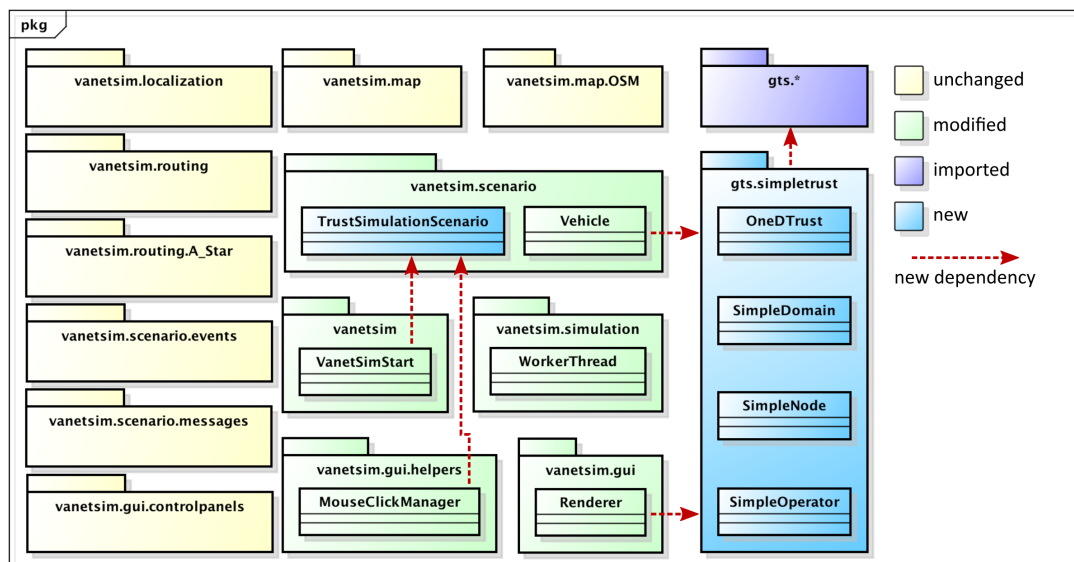 pkg
vanetsim.localization
vanetsim.map
vanetsim.map.OSM
gts.*
unchanged
modified
imported
new
new dependency
vanetsim.routing
vanetsim.scenario
TrustSimulationScenario
Vehicle
gts.simpletrust
OneDTrust
vanetsim.routing.A_Star
vanetsim.scenario.events
vanetsim
VanetSimStart
vanetsim.simulation
WorkerThread
SimpleDomain
vanetsim.scenario.messages
SimpleNode
vanetsim.gui.controlpanels
vanetsim.gui.helpers
MouseClickManager
vanetsim.gui
Renderer
SimpleOperator